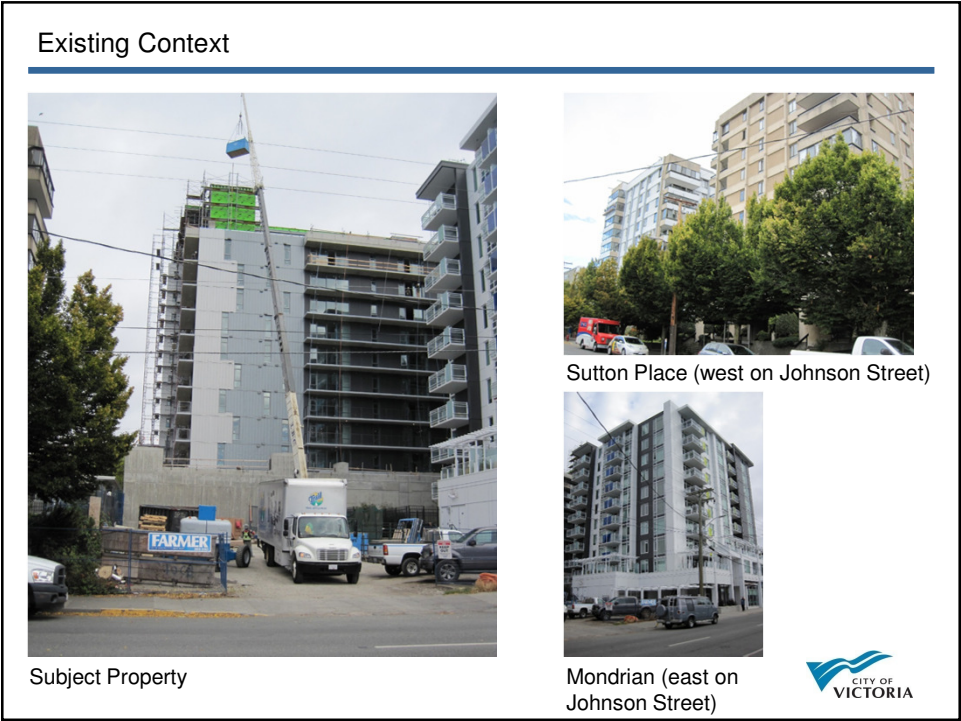 Existing Context
FARMER
Subject Property
Sutton Place (west on Johnson Street)
Mondrian (east on
Johnson Street)
CITY OF
VICTORIA